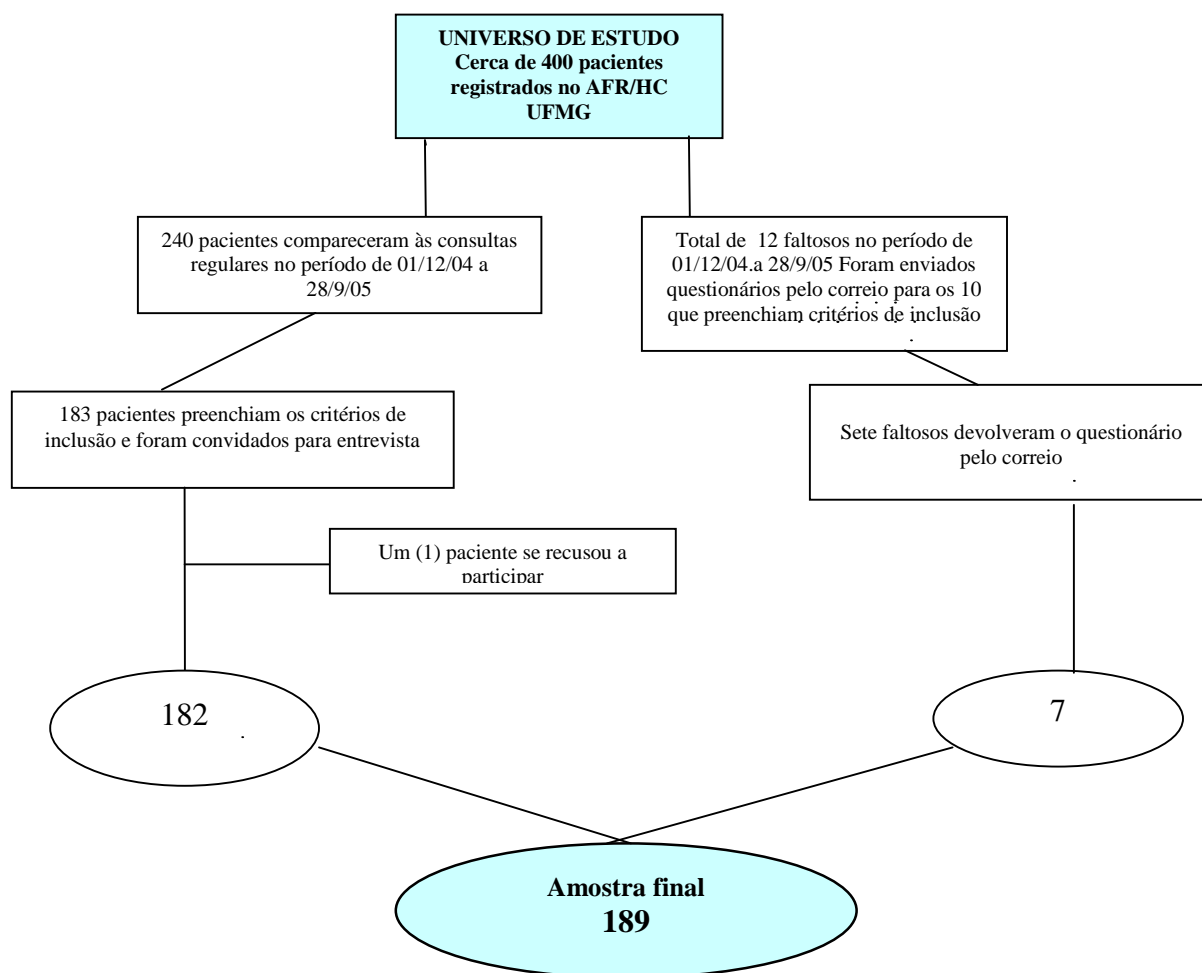 UNIVERSO DE ESTUDO
Cerca de 400 pacientes
registrados no AFR/HC
UFMG
240 pacientes compareceram às consultas
regulares no período de 01/12/04 a
28/9/05
Total de 12 faltosos no período de
01/12/04.a 28/9/05 Foram enviados
questionários pelo correio para os 10
que preenchiam critérios de inclusão
183 pacientes preenchiam os critérios de
inclusão e foram convidados para entrevista
Sete faltosos devolveram o questionário
pelo correio
Um (1) paciente se recusou a
participar
182
7
Amostra final
189